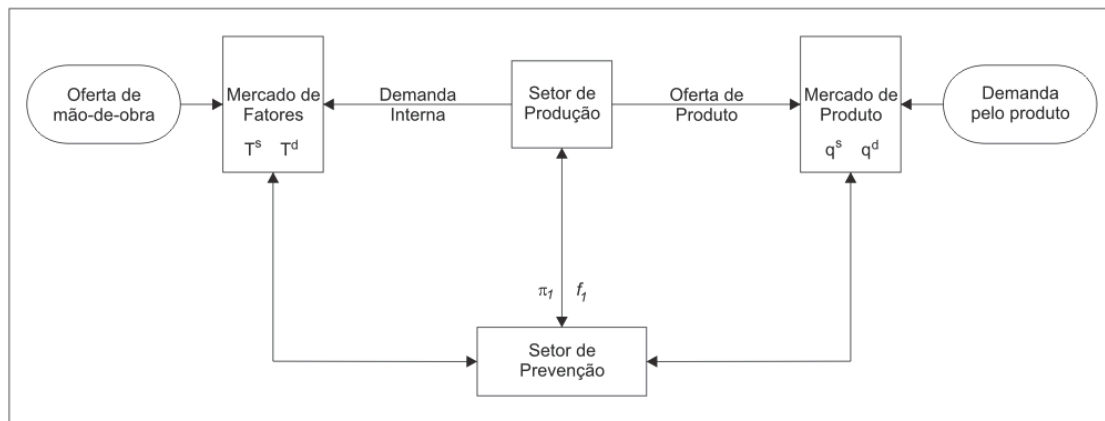 Oferta de
mão-de-obra
Mercado de
Fatores
T^s T^d
Demanda
Interna
Setor de
Produção
Oferta de
Produto
Mercado de
Produto
q^s q^d
Demanda
pelo produto
π₁ f₁
Setor de
Prevenção